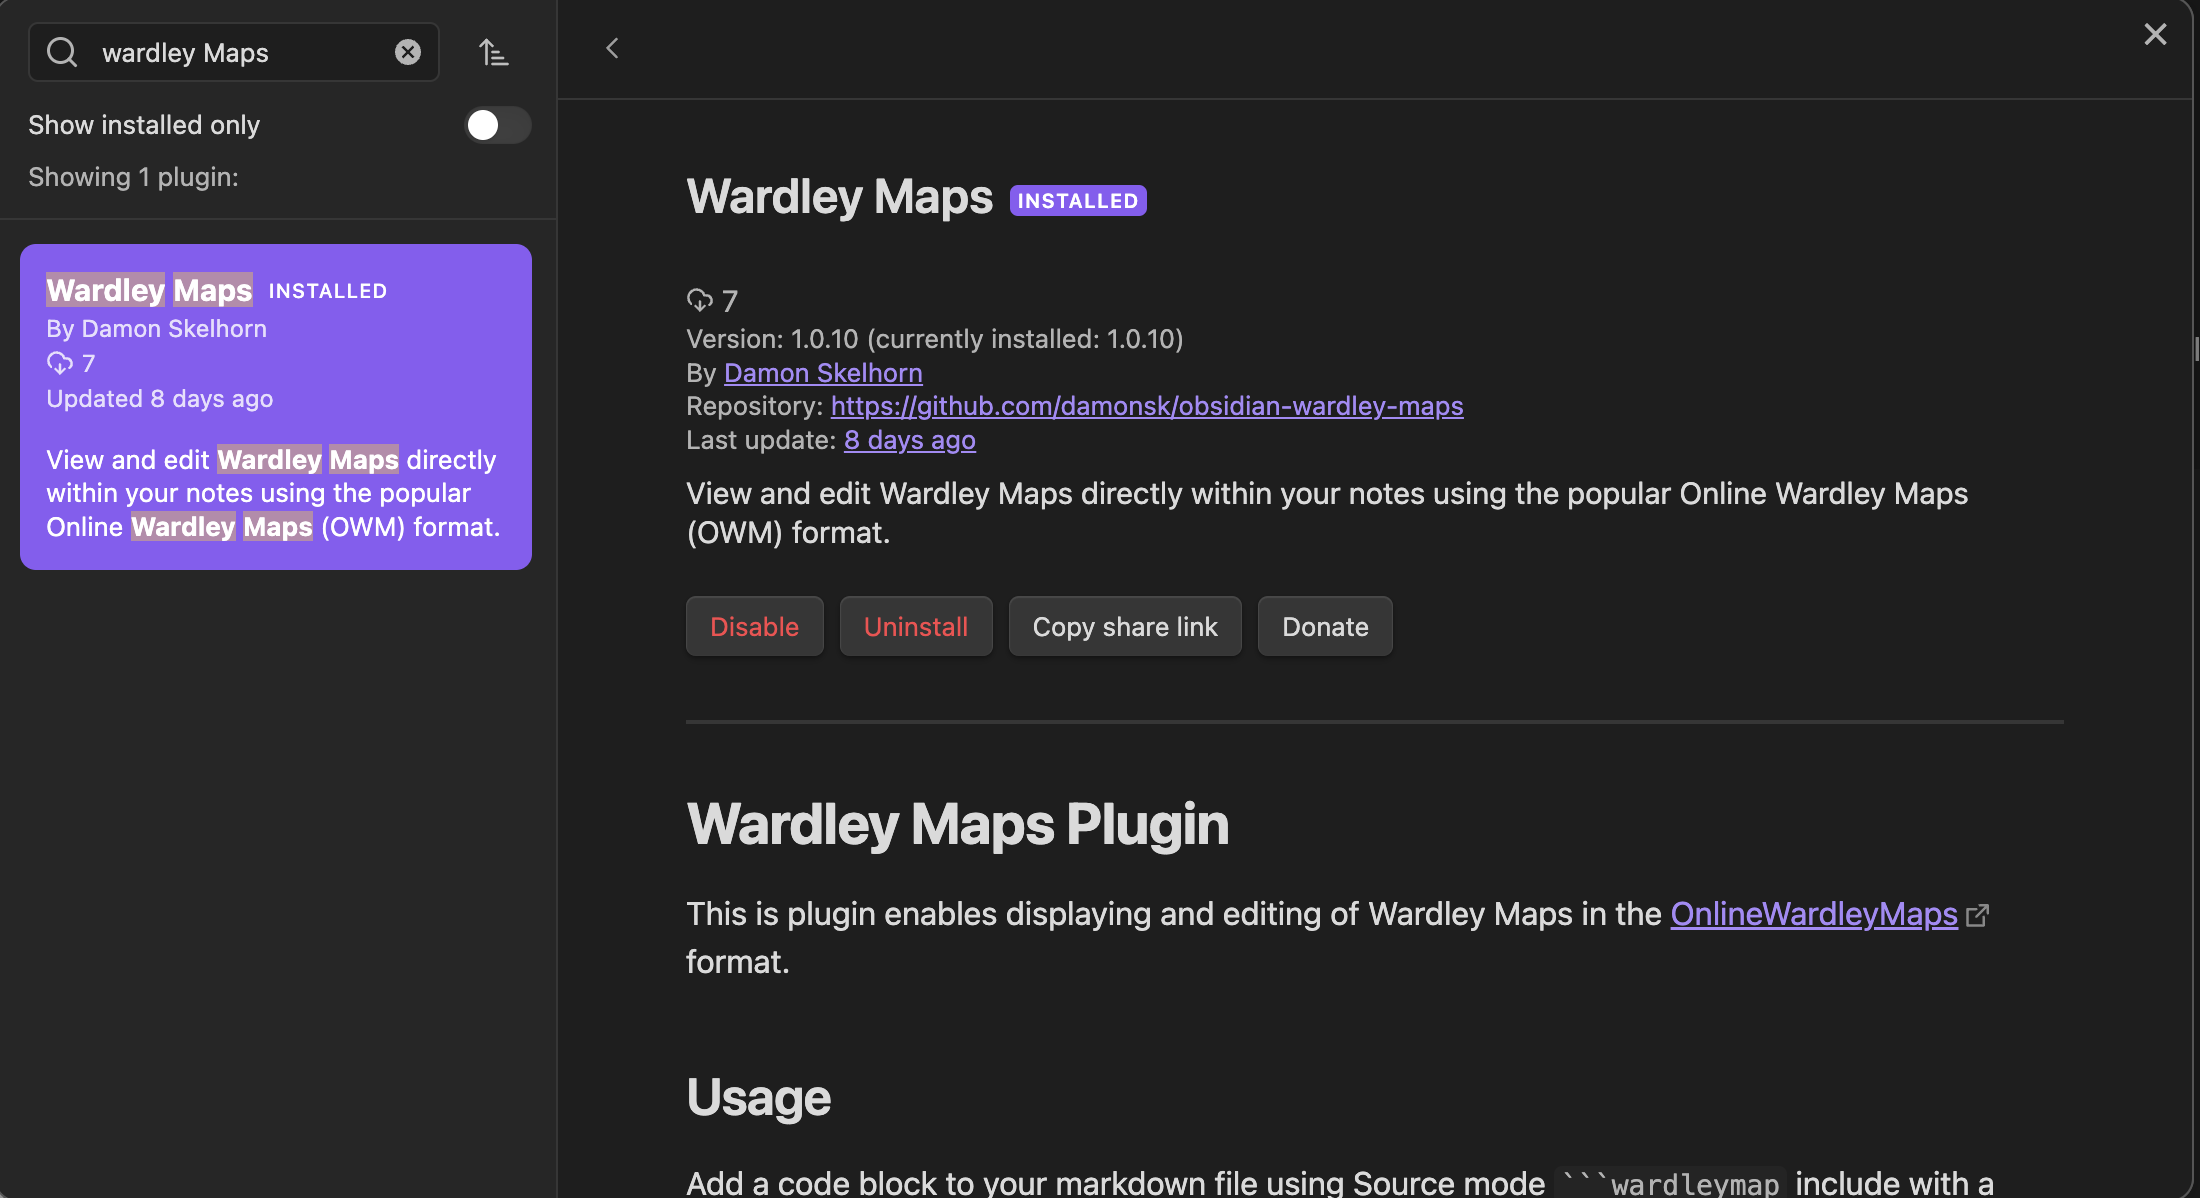 wardley Maps
Show installed only
Showing 1 plugin:
Wardley Maps INSTALLED
By Damon Skelhorn
7
Updated 8 days ago
View and edit Wardley Maps directly
within your notes using the popular
Online Wardley Maps (OWM) format.
Wardley Maps INSTALLED
7
Version: 1.0.10 (currently installed: 1.0.10)
By Damon Skelhorn
Repository: https://github.com/damonsk/obsidian-wardley-maps
Last update: 8 days ago
View and edit Wardley Maps directly within your notes using the popular Online Wardley Maps
(OWM) format.
Disable Uninstall Copy share link Donate
Wardley Maps Plugin
This is plugin enables displaying and editing of Wardley Maps in the OnlineWardleyMaps
format.
Usage
Add a code block to your markdown file using Source mode ```wardleymap include with a